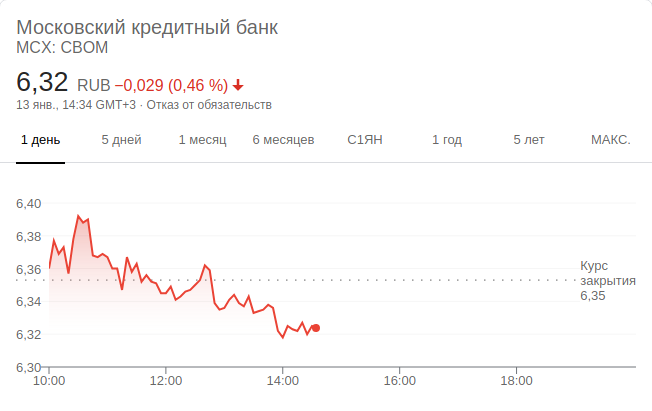 Московский кредитный банк
MCX: CBOM
6,32 RUB −0,029 (0,46 %)
13 янв., 14:34 GMT+3 · Отказ от обязательств
1 день 5 дней 1 месяц 6 месяцев С1ЯН 1 год 5 лет МАКС.
6,40
6,38
6,36
6,34
6,32
6,30
Курс
закрытия
6,35
10:00 12:00 14:00 16:00 18:00